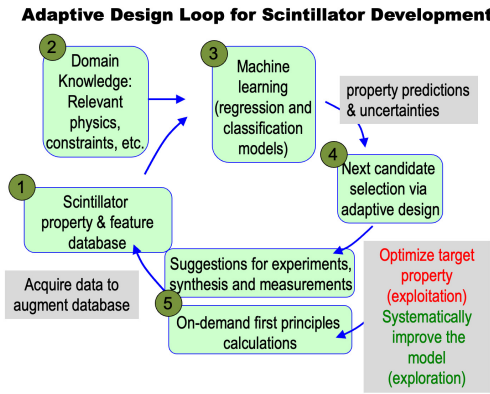 Adaptive Design Loop for Scintillator Development
2
Domain
Knowledge:
Relevant
physics,
constraints, etc.
3
Machine
learning
(regression and
classification
models)
property predictions
& uncertainties
4
Next candidate
selection via
adaptive design
1
Scintillator
property & feature
database
Suggestions for experiments,
synthesis and measurements
Optimize target
property
(exploitation)
Systematically
improve the
model
(exploration)
Acquire data to
augment database
5
On-demand first principles
calculations